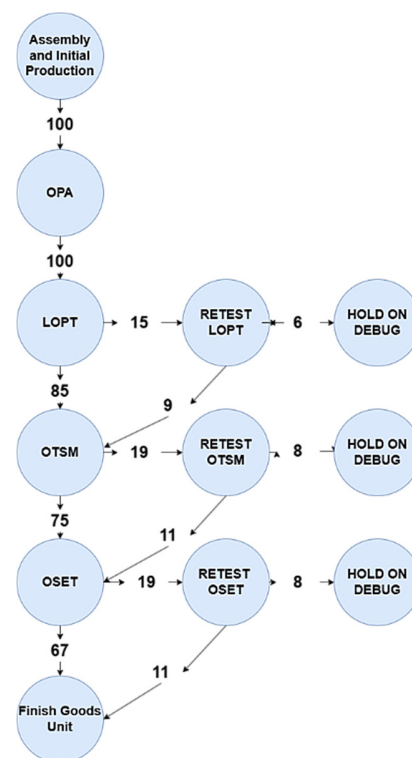 Assembly
and Initial
Production
100
OPA
100
LOPT
15
RETEST
LOPT
6
HOLD ON
DEBUG
85
9
OTSM
19
RETEST
OTSM
8
HOLD ON
DEBUG
75
11
OSET
19
RETEST
OSET
8
HOLD ON
DEBUG
67
11
Finish Goods
Unit